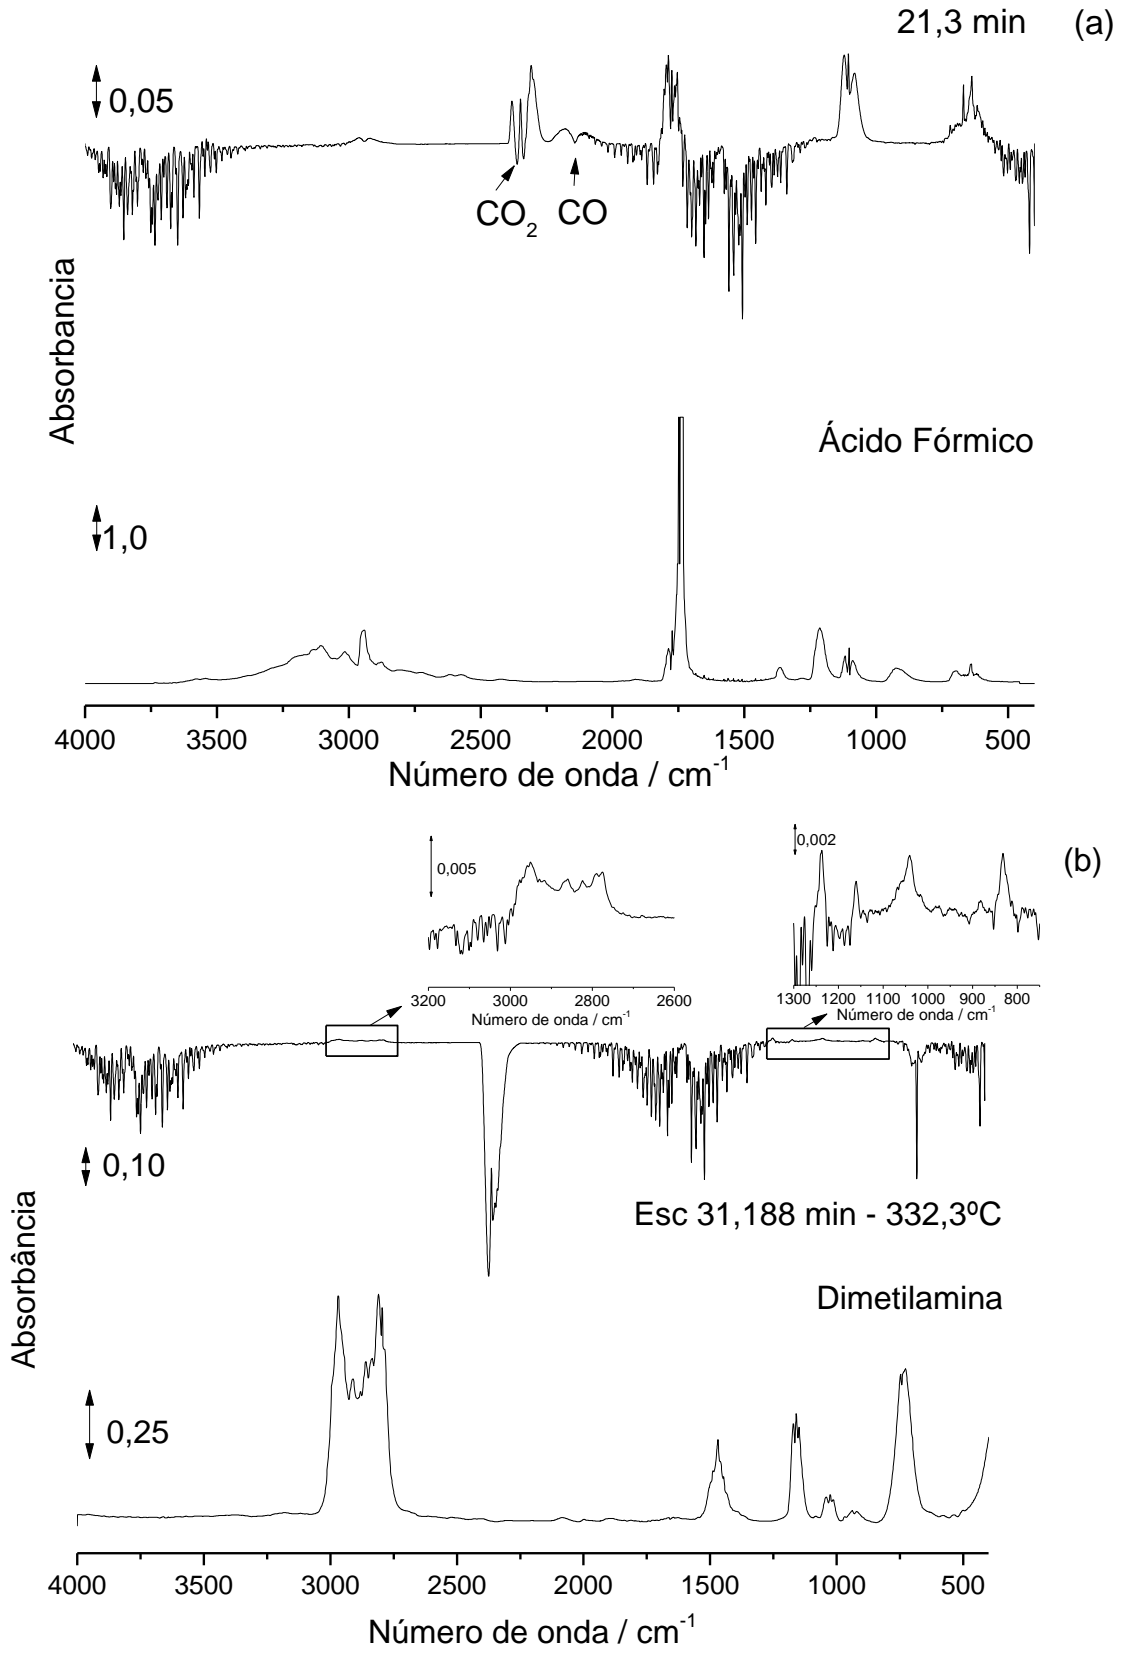 21,3 min (a)
0,05
CO2 CO
Absorbancia
Ácido Fórmico
1,0
4000 3500 3000 2500 2000 1500 1000 500
Número de onda / cm-1
(b)
0,005
0,002
3200 3000 2800 2600
Número de onda / cm-1
1300 1200 1100 1000 900 800
Número de onda / cm-1
0,10
Esc 31,188 min - 332,3ºC
Absorbância
Dimetilamina
0,25
4000 3500 3000 2500 2000 1500 1000 500
Número de onda / cm-1